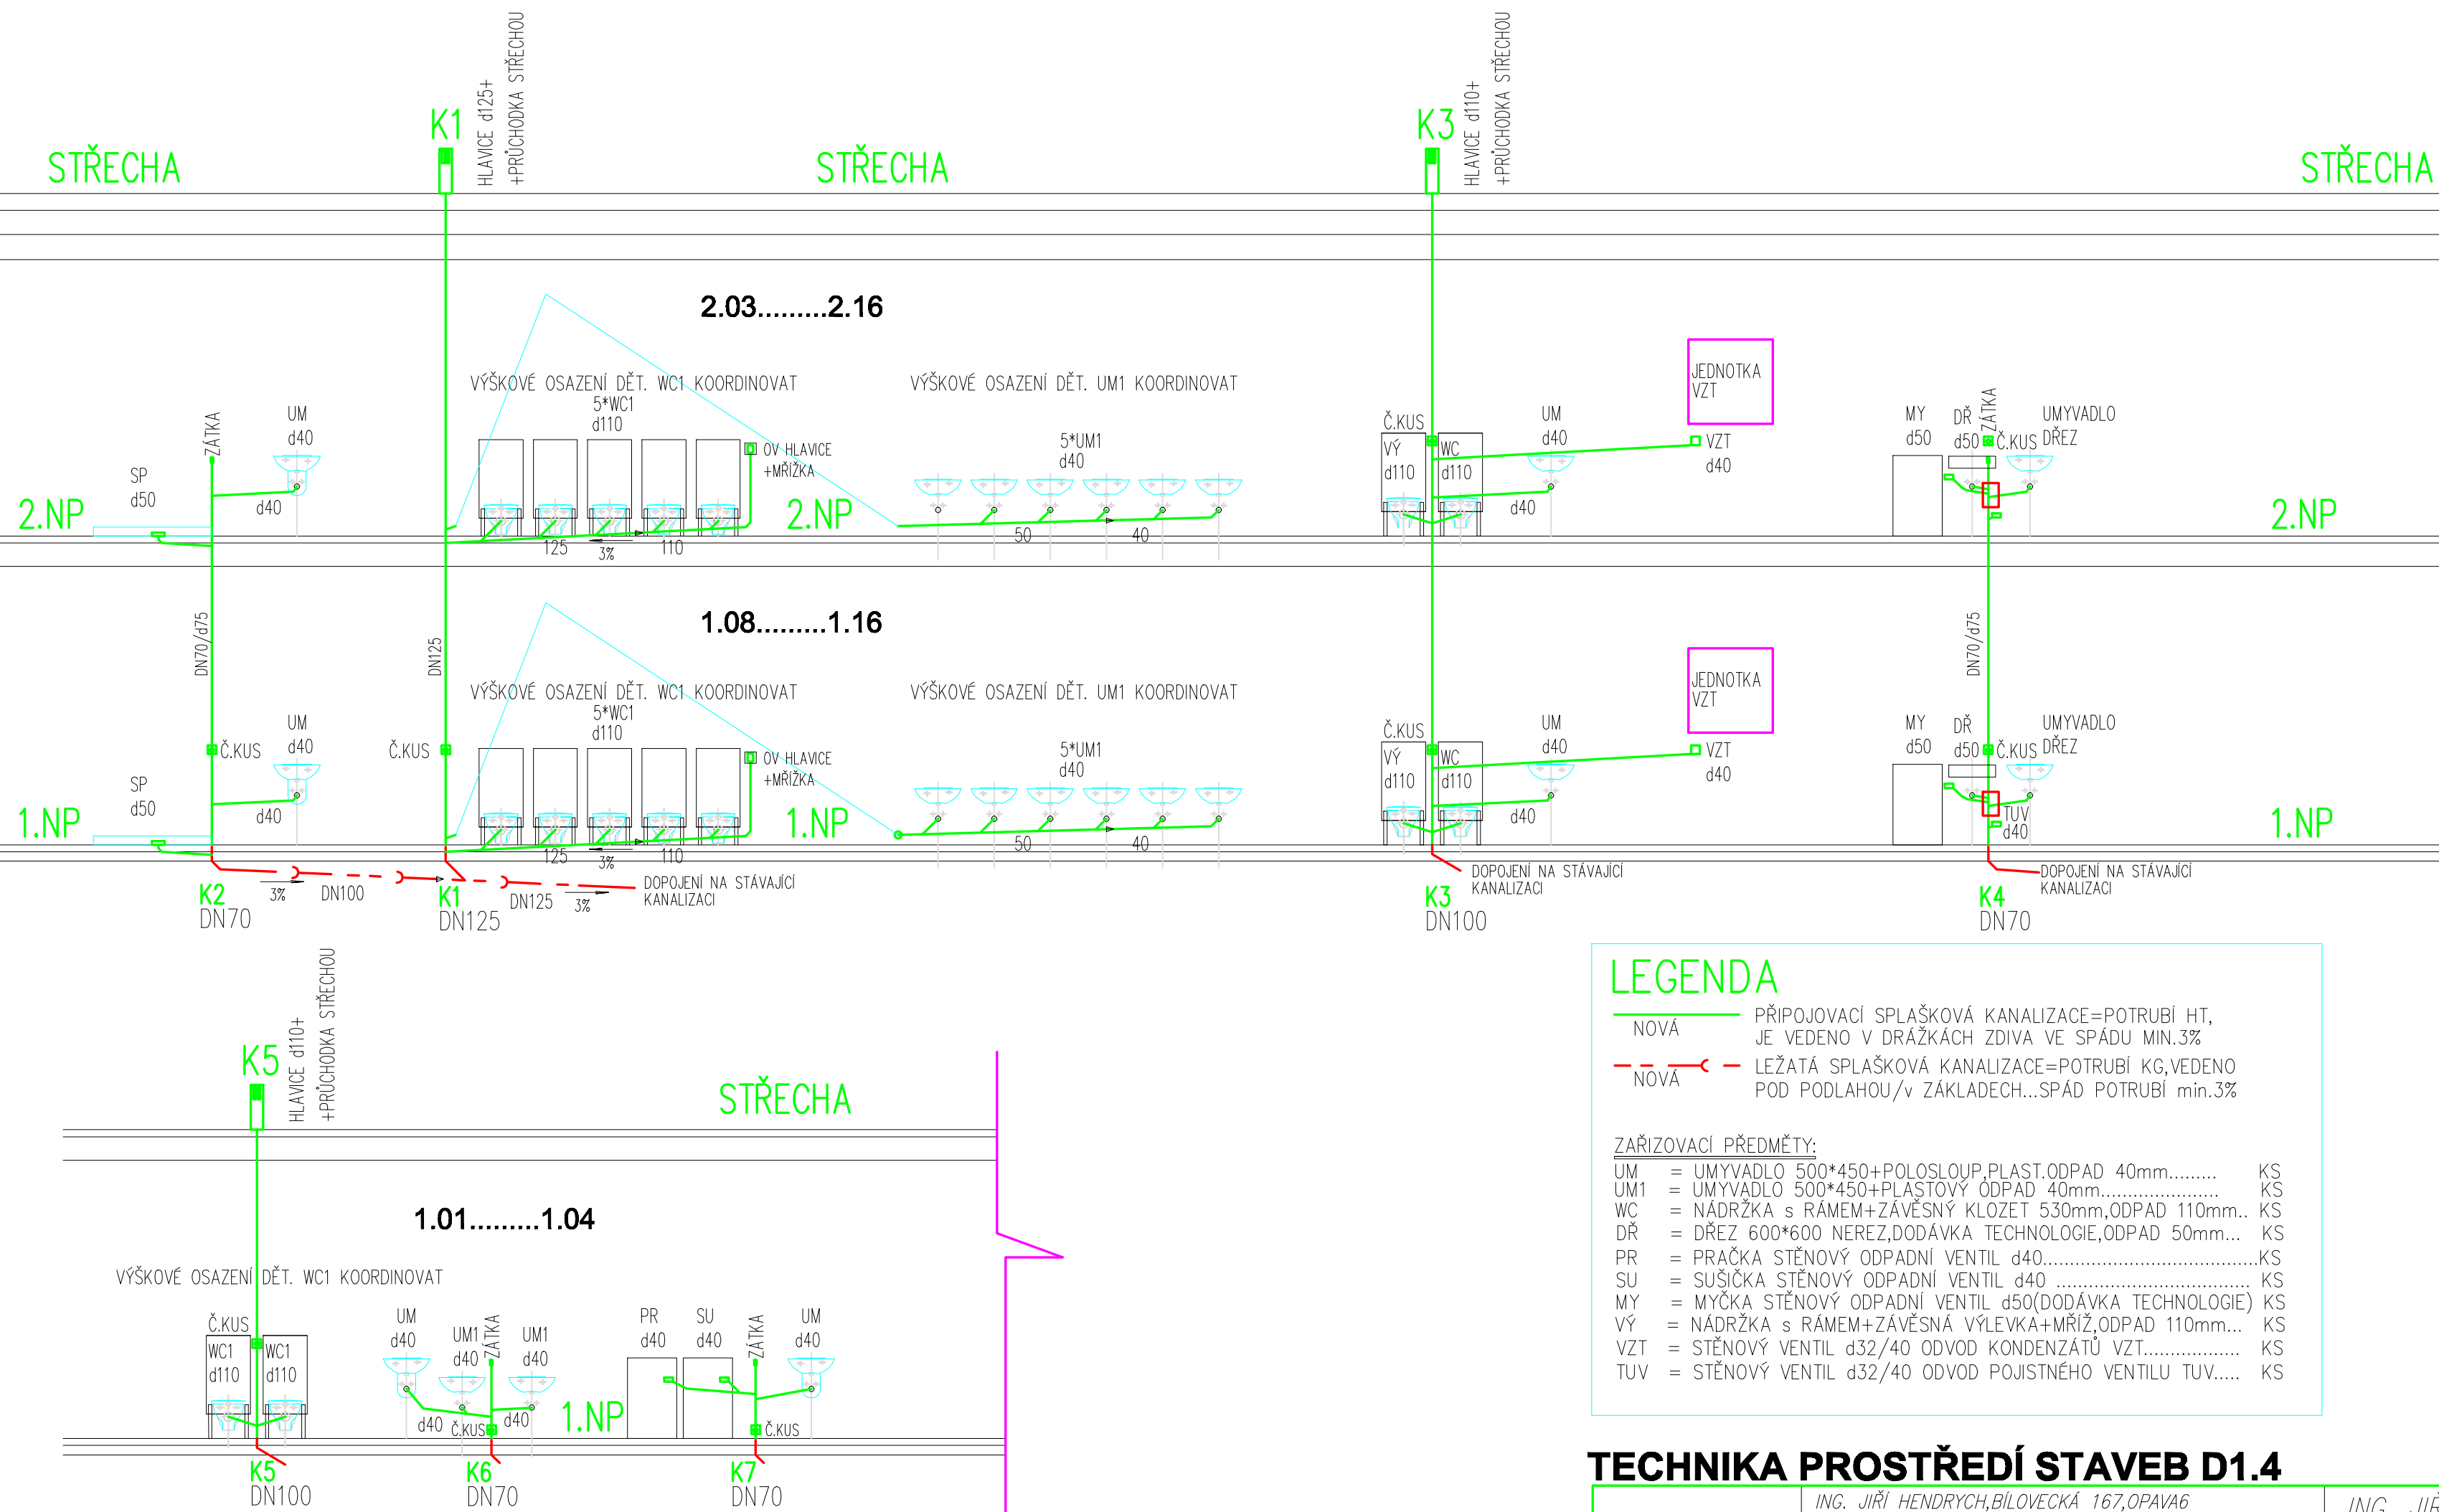 K1
HLAVICE d125+
+PRŮCHODKA STŘECHOU
K3
HLAVICE d110+
+PRŮCHODKA STŘECHOU
STŘECHA
STŘECHA
STŘECHA
2.03.........2.16
VÝŠKOVÉ OSAZENÍ DĚT. WC1 KOORDINOVAT
5*WC1
d110
VÝŠKOVÉ OSAZENÍ DĚT. UM1 KOORDINOVAT
5*UM1
d40
JEDNOTKA
VZT
ZÁTKA
UM
d40
SP
d50
d40
OV HLAVICE
+MŘÍŽKA
Č.KUS
VÝ
d110
WC
d110
UM
d40
d40
VZT
d40
MY
d50
DŘ
d50
ZÁTKA
Č.KUS
UMYVADLO
DŘEZ
2.NP
2.NP
2.NP
125
3%
110
50
40
DN70/d75
DN125
DN70/d75
1.08.........1.16
VÝŠKOVÉ OSAZENÍ DĚT. WC1 KOORDINOVAT
5*WC1
d110
VÝŠKOVÉ OSAZENÍ DĚT. UM1 KOORDINOVAT
5*UM1
d40
JEDNOTKA
VZT
Č.KUS
UM
d40
Č.KUS
SP
d50
d40
OV HLAVICE
+MŘÍŽKA
Č.KUS
VÝ
d110
WC
d110
UM
d40
d40
VZT
d40
MY
d50
DŘ
d50
Č.KUS
UMYVADLO
DŘEZ
TUV
d40
1.NP
1.NP
1.NP
125
3%
110
50
40
K2
DN70
3%
DN100
K1
DN125
DN125
3%
DOPOJENÍ NA STÁVAJÍCÍ
KANALIZACI
K3
DN100
DOPOJENÍ NA STÁVAJÍCÍ
KANALIZACI
K4
DN70
DOPOJENÍ NA STÁVAJÍCÍ
KANALIZACI
K5
HLAVICE d110+
+PRŮCHODKA STŘECHOU
STŘECHA
1.01.........1.04
VÝŠKOVÉ OSAZENÍ DĚT. WC1 KOORDINOVAT
Č.KUS
WC1
d110
WC1
d110
UM
d40
UM1
d40
ZÁTKA
UM1
d40
d40
Č.KUS
d40
1.NP
PR
d40
SU
d40
ZÁTKA
UM
d40
Č.KUS
K5
DN100
K6
DN70
K7
DN70
LEGENDA
NOVÁ
PŘIPOJOVACÍ SPLAŠKOVÁ KANALIZACE=POTRUBÍ HT,
JE VEDENO V DRÁŽKÁCH ZDIVA VE SPÁDU MIN.3%
NOVÁ
LEŽATÁ SPLAŠKOVÁ KANALIZACE=POTRUBÍ KG,VEDENO
POD PODLAHOU/v ZÁKLADECH...SPÁD POTRUBÍ min.3%
ZAŘIZOVACÍ PŘEDMĚTY:
UM = UMYVADLO 500*450+POLOSLOUP,PLAST.ODPAD 40mm......... KS
UM1 = UMYVADLO 500*450+PLASTOVÝ ODPAD 40mm...................... KS
WC = NÁDRŽKA s RÁMEM+ZÁVĚSNÝ KLOZET 530mm,ODPAD 110mm.. KS
DŘ = DŘEZ 600*600 NEREZ,DODÁVKA TECHNOLOGIE,ODPAD 50mm... KS
PR = PRAČKA STĚNOVÝ ODPADNÍ VENTIL d40........................................KS
SU = SUŠIČKA STĚNOVÝ ODPADNÍ VENTIL d40 .................................... KS
MY = MYČKA STĚNOVÝ ODPADNÍ VENTIL d50(DODÁVKA TECHNOLOGIE) KS
VÝ = NÁDRŽKA s RÁMEM+ZÁVĚSNÁ VÝLEVKA+MŘÍŽ,ODPAD 110mm... KS
VZT = STĚNOVÝ VENTIL d32/40 ODVOD KONDENZÁTŮ VZT.................. KS
TUV = STĚNOVÝ VENTIL d32/40 ODVOD POJISTNÉHO VENTILU TUV..... KS
TECHNIKA PROSTŘEDÍ STAVEB D1.4
ING. JIŘÍ HENDRYCH,BÍLOVECKÁ 167,OPAVA6